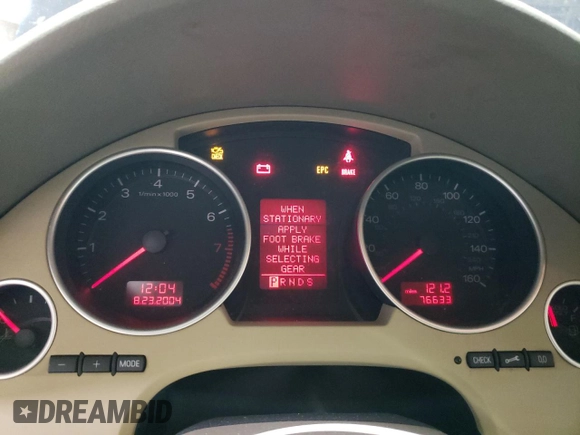 CHECK
EPC
BRAKE
1 2 3 4 5 6 7
1/min x 1000
12:04
8.23.2004
WHEN
STATIONARY
APPLY
FOOT BRAKE
WHILE
SELECTING
GEAR
PRNDS
40 60 80 100 120 140 160
MPH
121.2
76633
- + MODE
CHECK
DREAMBID